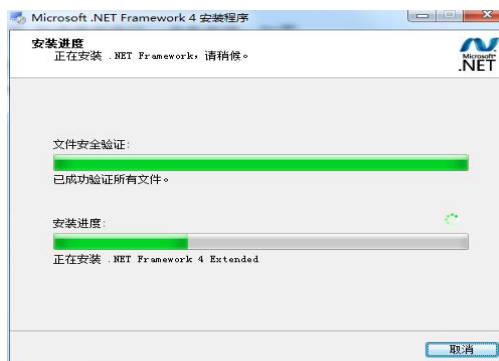 Microsoft .NET Framework 4 安装程序
安装进度
正在安装 .NET Framework，请稍候。
Microsoft
.NET
文件安全验证:
已成功验证所有文件。
安装进度:
正在安装 .NET Framework 4 Extended
取消